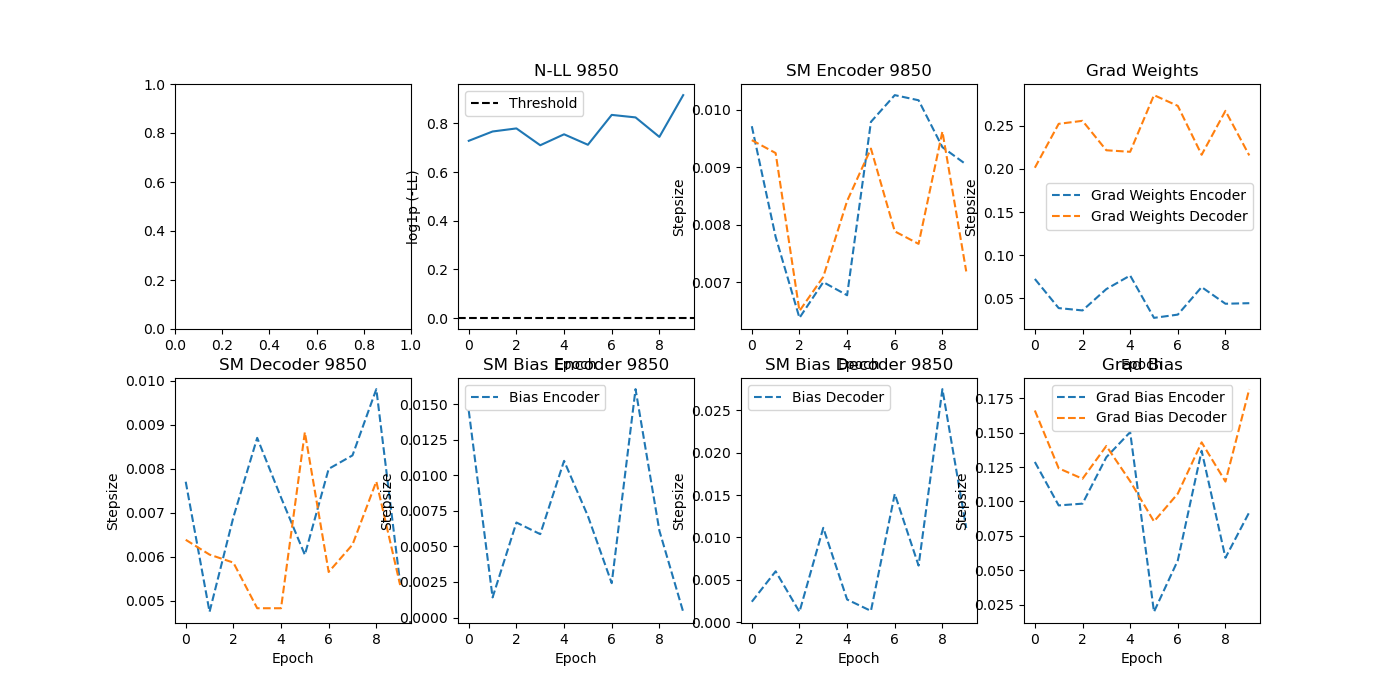 N-LL 9850
SM Encoder 9850
Grad Weights
1.0
0.8
0.6
0.4
0.2
0.0
0.0 0.2 0.4 0.6 0.8 1.0
log1p (-LL)
0.8
0.6
0.4
0.2
0.0
Threshold
0 2 4 6 8
Epoch
Stepsize
0.010
0.009
0.008
0.007
0 2 4 6 8
Epoch
Stepsize
0.25
0.20
0.15
0.10
0.05
Grad Weights Encoder
Grad Weights Decoder
0 2 4 6 8
Epoch
SM Decoder 9850
SM Bias Encoder 9850
SM Bias Decoder 9850
Grad Bias
Stepsize
0.010
0.009
0.008
0.007
0.006
0.005
0 2 4 6 8
Epoch
Stepsize
0.0150
0.0125
0.0100
0.0075
0.0050
0.0025
0.0000
Bias Encoder
0 2 4 6 8
Epoch
Stepsize
0.025
0.020
0.015
0.010
0.005
0.000
Bias Decoder
0 2 4 6 8
Epoch
Stepsize
0.175
0.150
0.125
0.100
0.075
0.050
0.025
Grad Bias Encoder
Grad Bias Decoder
0 2 4 6 8
Epoch